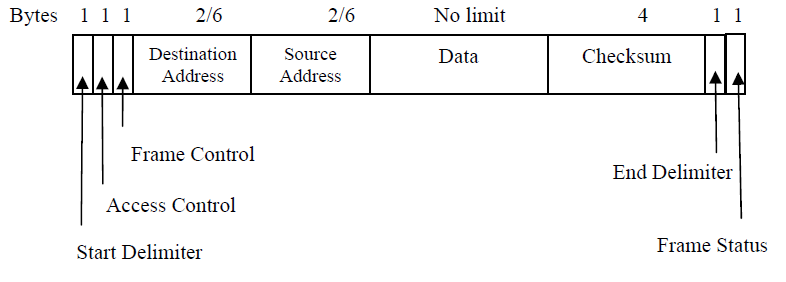 Bytes 1 1 1 2/6 2/6 No limit 4 1 1
Destination Address
Source Address
Data
Checksum
Frame Control
End Delimiter
Access Control
Frame Status
Start Delimiter